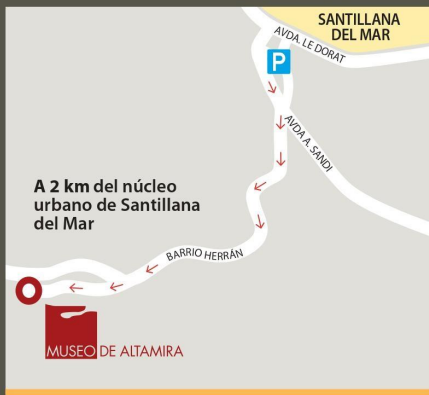 SANTILLANA
DEL MAR
AVDA. LE DORAT
P
AVDA A. SANDI
A 2 km del núcleo
urbano de Santillana
del Mar
BARRIO HERRÁN
MUSEO DE ALTAMIRA